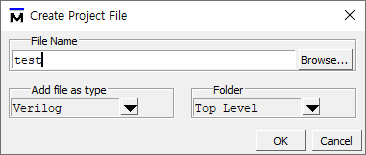 Create Project File
File Name
test
Browse...
Add file as type
Folder
Verilog
Top Level
OK
Cancel